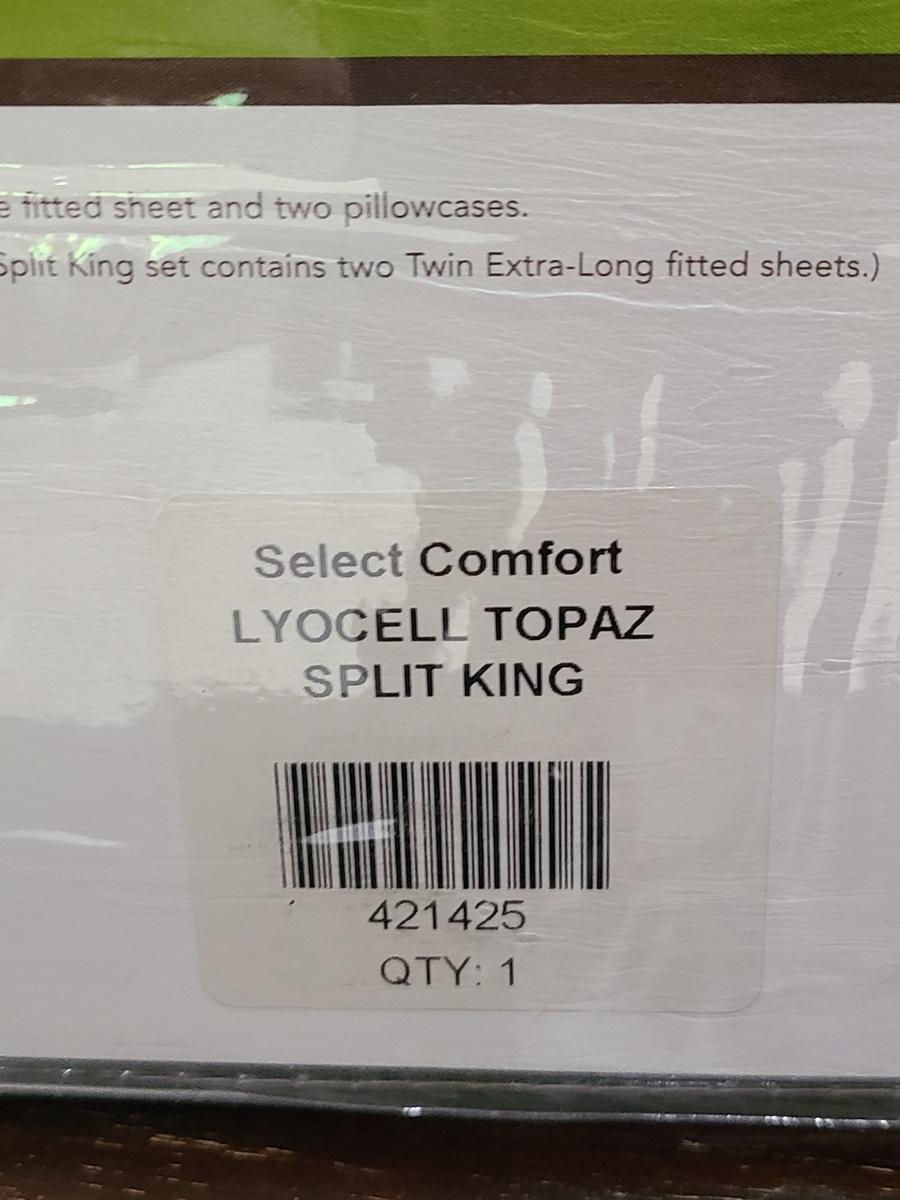 fitted sheet and two pillowcases.
Split King set contains two Twin Extra-Long fitted sheets.)
Select Comfort
LYOCELL TOPAZ
SPLIT KING
421425
QTY: 1